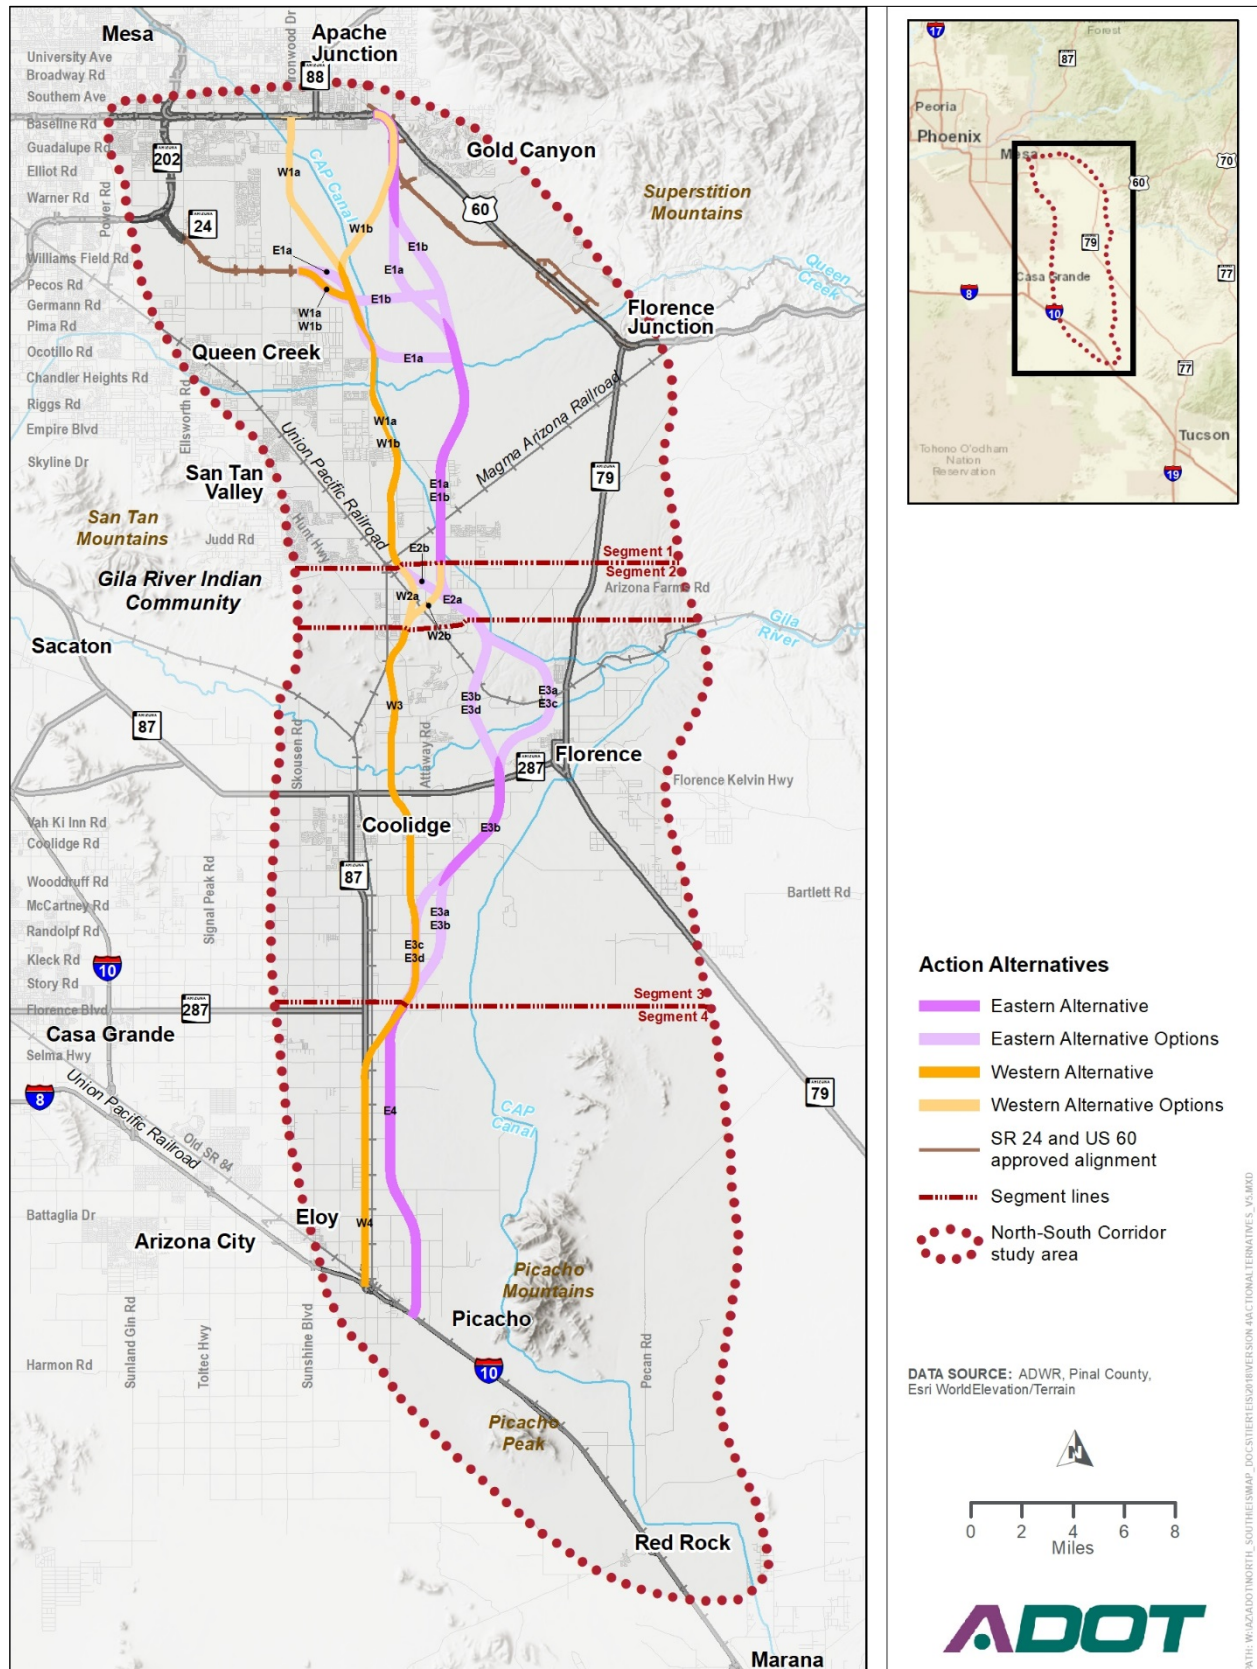 Mesa
Apache
Junction
Ironwood Dr
88
University Ave
Broadway Rd
Southern Ave
Baseline Rd
Guadalupe Rd
Elliot Rd
Warner Rd
Power Rd
ARIZONA
202
ARIZONA
24
Williams Field Rd
Pecos Rd
Germann Rd
Pima Rd
Ocotillo Rd
Chandler Heights Rd
Riggs Rd
Empire Blvd
Skyline Dr
Ellsworth Rd
Queen Creek
CAP Canal
W1a
W1b
E1a
E1b
E1a
E1b
W1a
W1b
E1a
W1a
W1b
E1a
E1b
Gold Canyon
60
Superstition
Mountains
Queen
Creek
Florence
Junction
Union Pacific Railroad
Magma Arizona Railroad
ARIZONA
79
San Tan
Valley
San Tan
Mountains
Judd Rd
Hunt Hwy
Gila River Indian
Community
E2b
Segment 1
Segment 2
Arizona Farms Rd
W2a
E2a
W2b
Gila
River
Sacaton
ARIZONA
87
W3
E3b
E3d
E3a
E3c
Skousen Rd
Attaway Rd
Florence
ARIZONA
287
Florence Kelvin Hwy
Vah Ki Inn Rd
Coolidge Rd
Coolidge
E3b
Wooddruff Rd
McCartney Rd
Randolpf Rd
Kleck Rd
Story Rd
Florence Blvd
Signal Peak Rd
ARIZONA
87
Bartlett Rd
E3a
E3b
E3c
E3d
10
ARIZONA
287
Segment 3
Segment 4
Casa Grande
Selma Hwy
8
Union Pacific Railroad
Old SR 84
E4
CAP
Canal
ARIZONA
79
Battaglia Dr
Eloy
Arizona City
W4
Picacho
Mountains
Picacho
Harmon Rd
Sunland Gin Rd
Toltec Hwy
Sunshine Blvd
10
Pecan Rd
Picacho
Peak
Red Rock
Marana
17
Forest
87
Peoria
Phoenix
Mesa
60
70
79
Casa Grande
8
10
77
77
Tucson
Tohono O'odham
Nation
Reservation
19
Action Alternatives
Eastern Alternative
Eastern Alternative Options
Western Alternative
Western Alternative Options
SR 24 and US 60
approved alignment
Segment lines
North-South Corridor
study area
DATA SOURCE: ADWR, Pinal County,
Esri WorldElevation/Terrain
N
0 2 4 6 8
Miles
ADOT